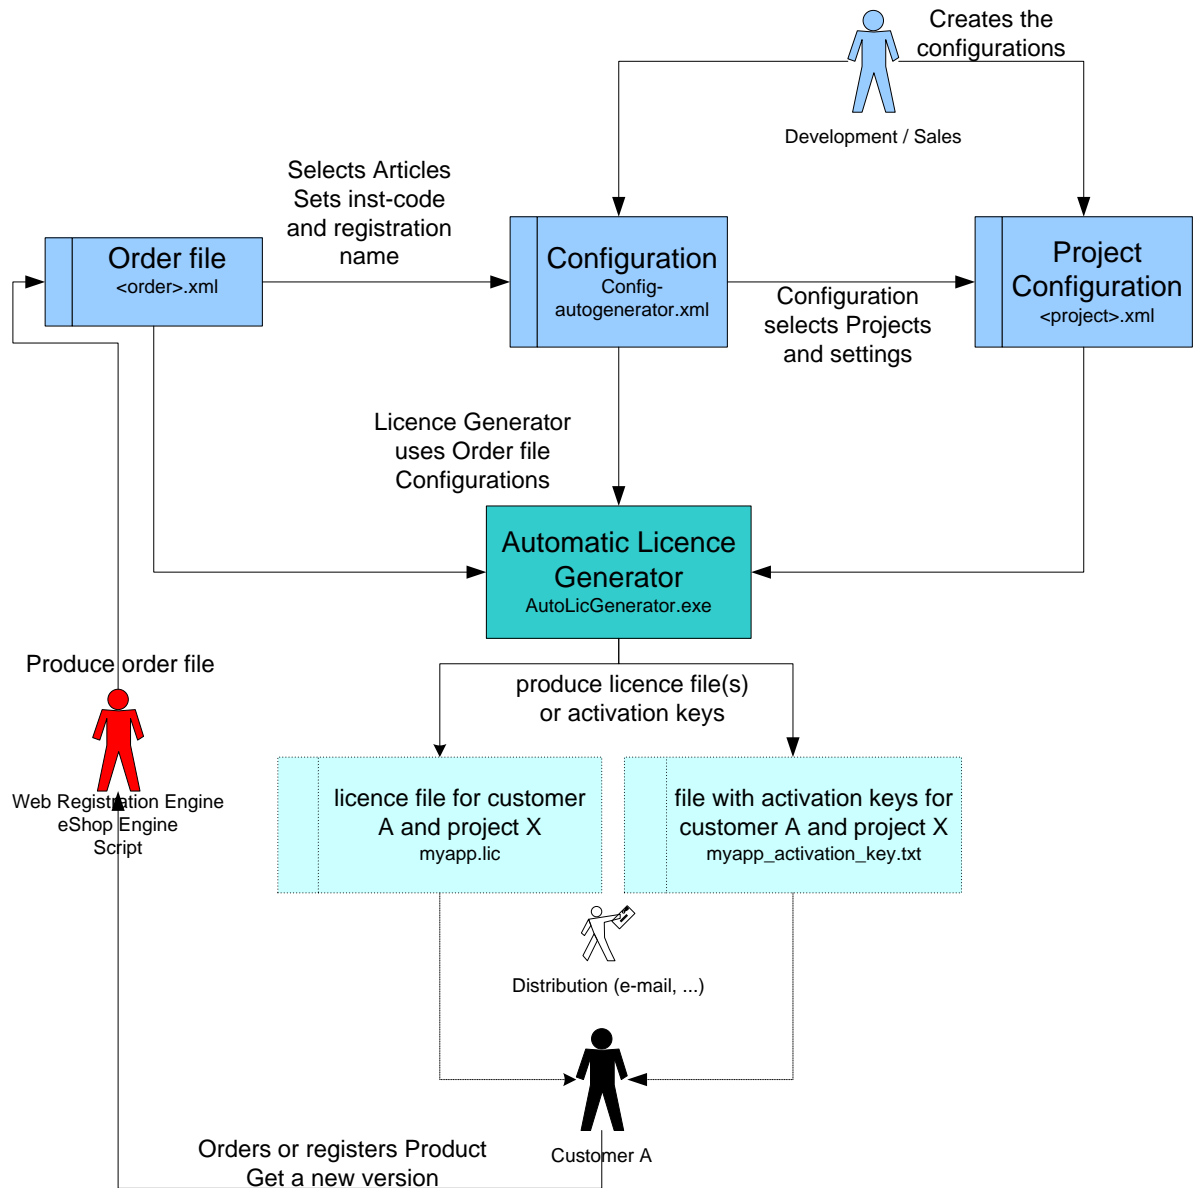 Creates the
configurations
Development / Sales
Selects Articles
Sets inst-code
and registration
name
Order file
<order>.xml
Configuration
Config-
autogenerator.xml
Project
Configuration
<project>.xml
Configuration
selects Projects
and settings
Licence Generator
uses Order file
Configurations
Automatic Licence
Generator
AutoLicGenerator.exe
Produce order file
produce licence file(s)
or activation keys
Web Registration Engine
eShop Engine
Script
licence file for customer
A and project X
myapp.lic
file with activation keys for
customer A and project X
myapp_activation_key.txt
Distribution (e-mail, ...)
Customer A
Orders or registers Product
Get a new version